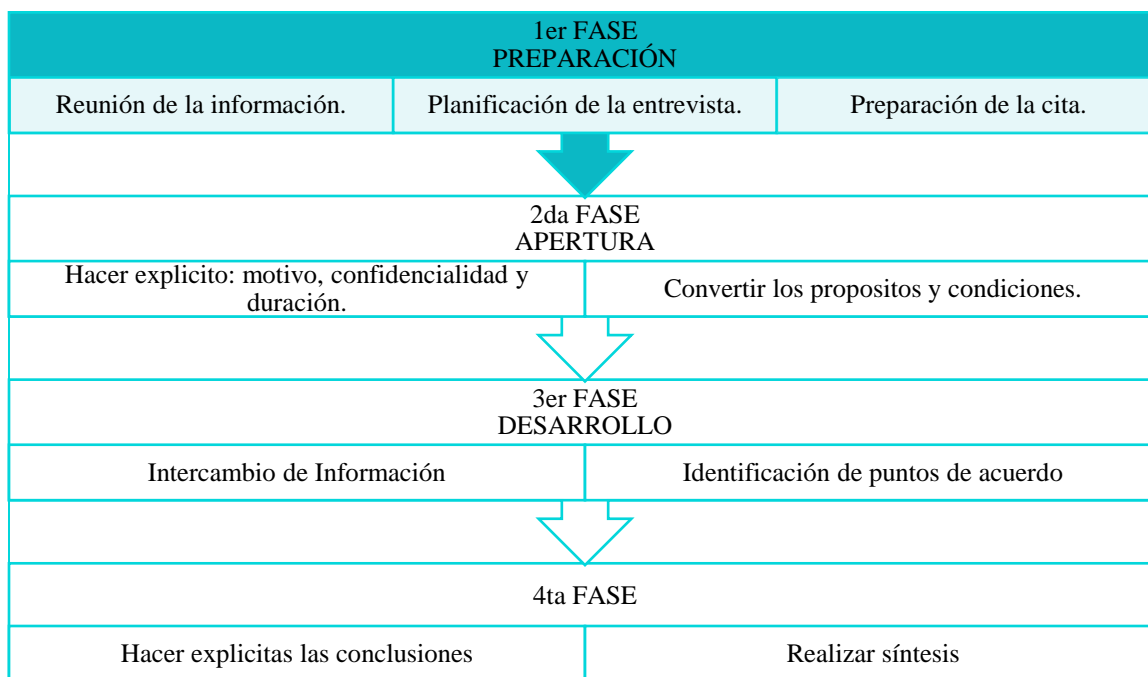 1er FASE
PREPARACIÓN
Reunión de la información.
Planificación de la entrevista.
Preparación de la cita.
2da FASE
APERTURA
Hacer explicito: motivo, confidencialidad y
duración.
Convertir los propositos y condiciones.
3er FASE
DESARROLLO
Intercambio de Información
Identificación de puntos de acuerdo
4ta FASE
Hacer explicitas las conclusiones
Realizar síntesis